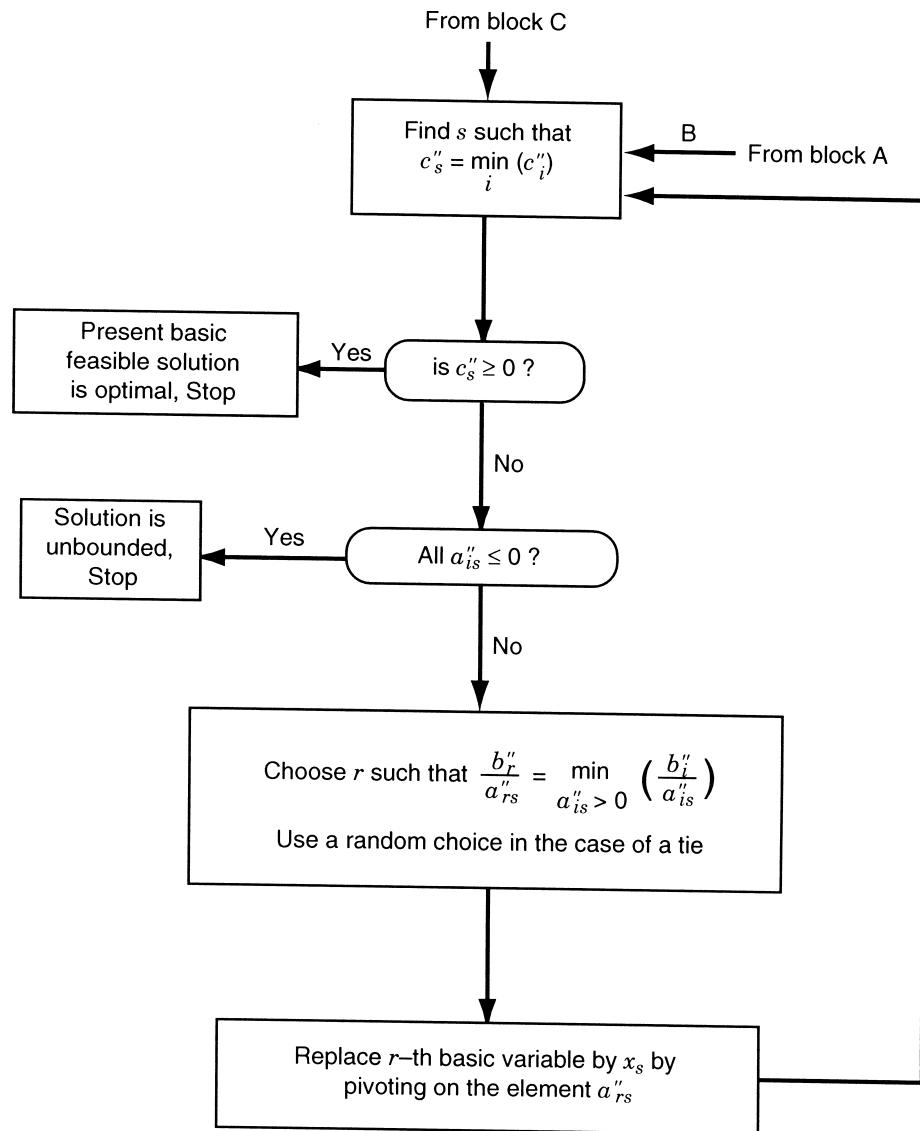 From block C
Find s such that
c''_s = min (c''_i)
i
B
From block A
Present basic
feasible solution
is optimal, Stop
Yes
is c''_s ≥ 0 ?
No
Solution is
unbounded,
Stop
Yes
All a''_is ≤ 0 ?
No
Choose r such that b''_r / a''_rs = min a''_is > 0 (b''_i / a''_is)
Use a random choice in the case of a tie
Replace r–th basic variable by x_s by
pivoting on the element a''_rs